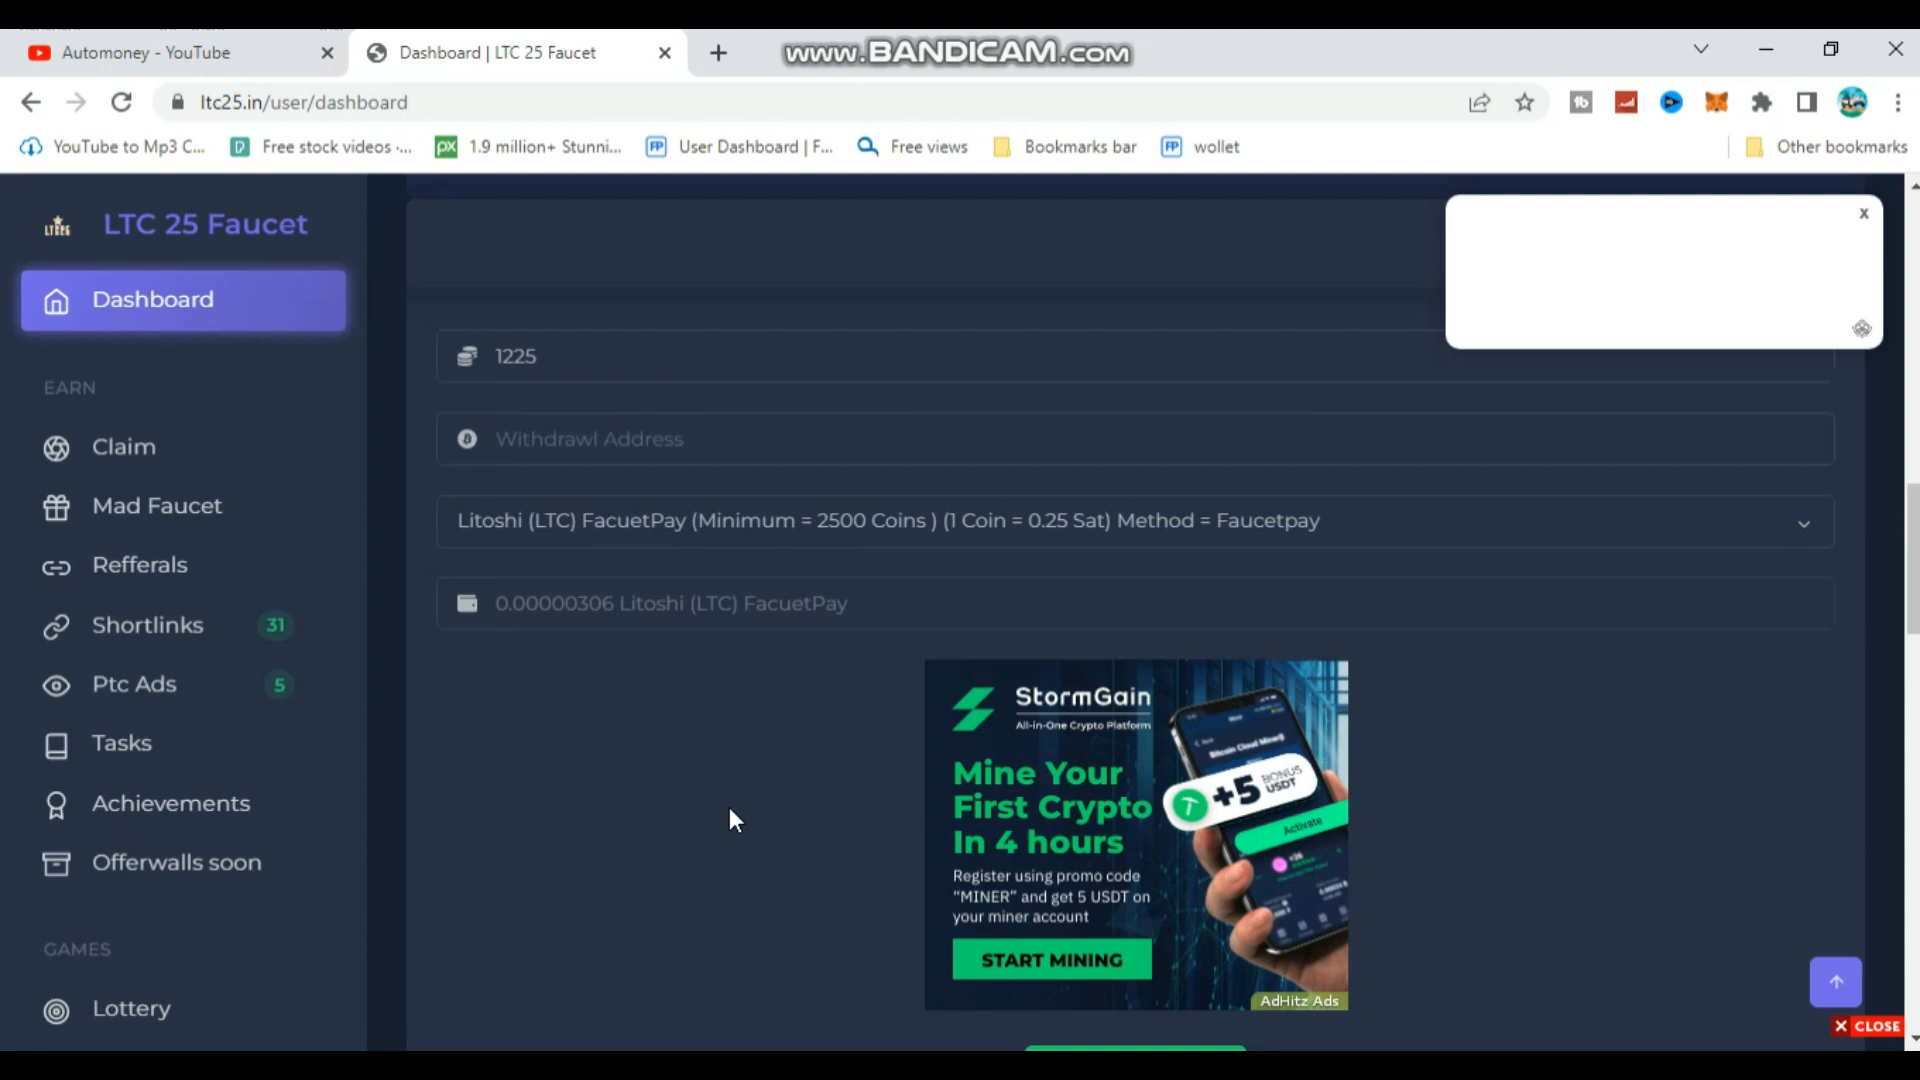 www.BANDICAM.com
Automoney - YouTube
Dashboard | LTC 25 Faucet
ltc25.in/user/dashboard
YouTube to Mp3 C...
Free stock videos ·...
1.9 million+ Stunni...
User Dashboard | F...
Free views
Bookmarks bar
wollet
Other bookmarks
LTC 25 Faucet
x
Dashboard
1225
EARN
Claim
Withdrawl Address
Mad Faucet
Litoshi (LTC) FacuetPay (Minimum = 2500 Coins ) (1 Coin = 0.25 Sat) Method = Faucetpay
Refferals
0.00000306 Litoshi (LTC) FacuetPay
Shortlinks 31
Ptc Ads 5
Tasks
Achievements
Offerwalls soon
GAMES
Lottery
StormGain
All-in-One Crypto Platform
Mine Your
First Crypto
In 4 hours
Register using promo code
"MINER" and get 5 USDT on
your miner account
START MINING
Bitcoin Cloud Miner
+5 BONUS USDT
Activate
AdHitz Ads
CLOSE